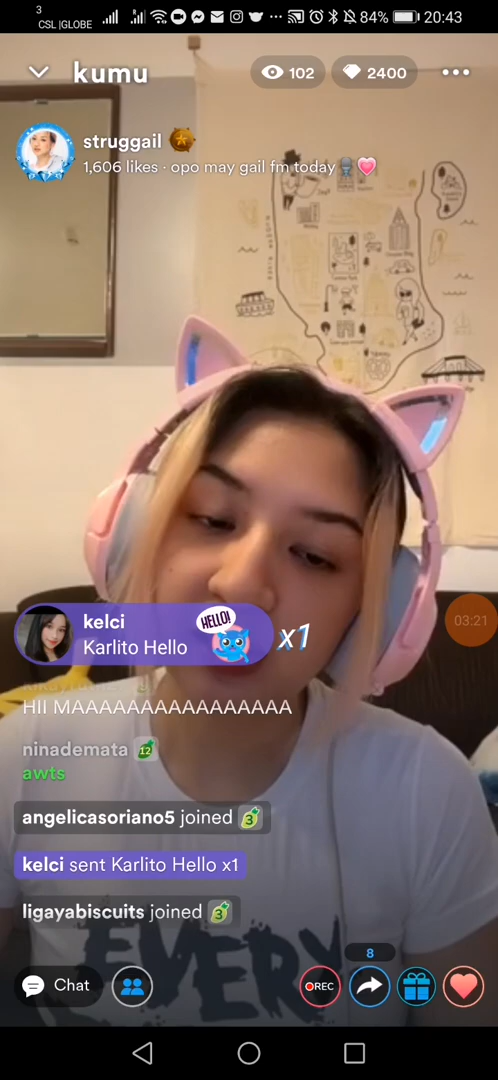 3
CSL |GLOBE
84%
20:43
kumu
102
2400
struggail
1,606 likes · opo may gail fm today
kelci
Karlito Hello
HELLO!
x1
03:21
HII MAAAAAAAAAAAAAAAA
ninademata 12
awts
angelicasoriano5 joined 3
kelci sent Karlito Hello x1
ligayabiscuits joined 3
EVERY
8
Chat
REC